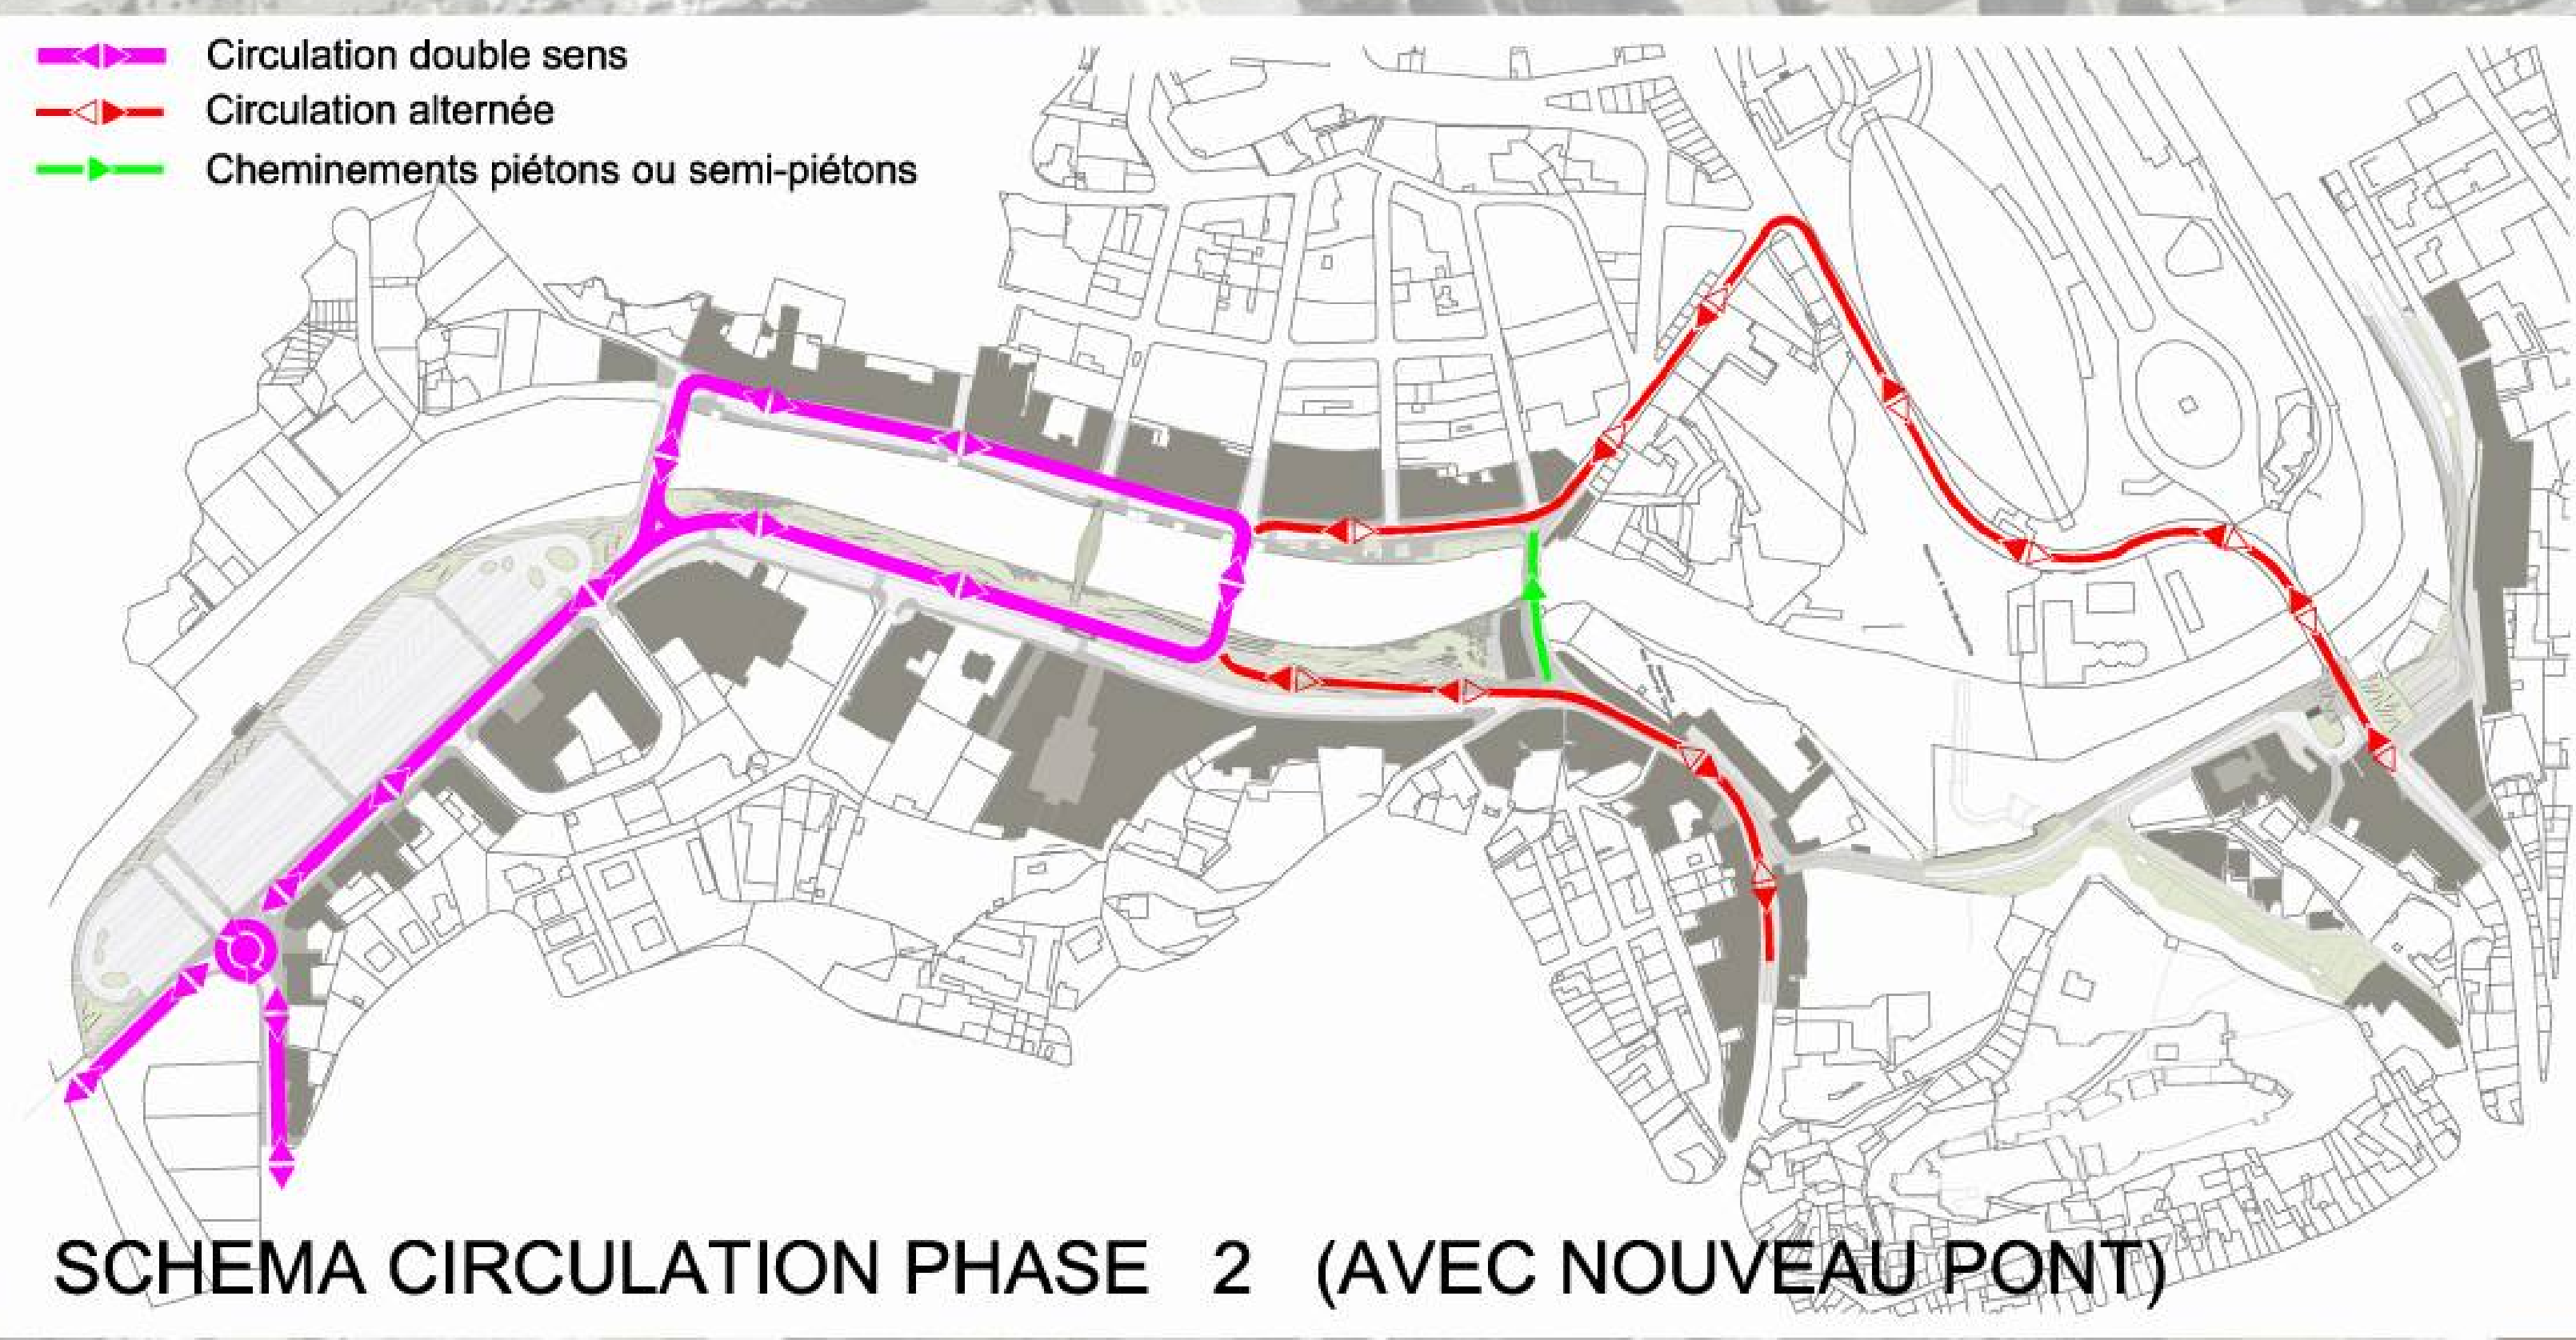 Circulation double sens
Circulation alternée
Cheminements piétons ou semi-piétons
SCHEMA CIRCULATION PHASE 2 (AVEC NOUVEAU PONT)